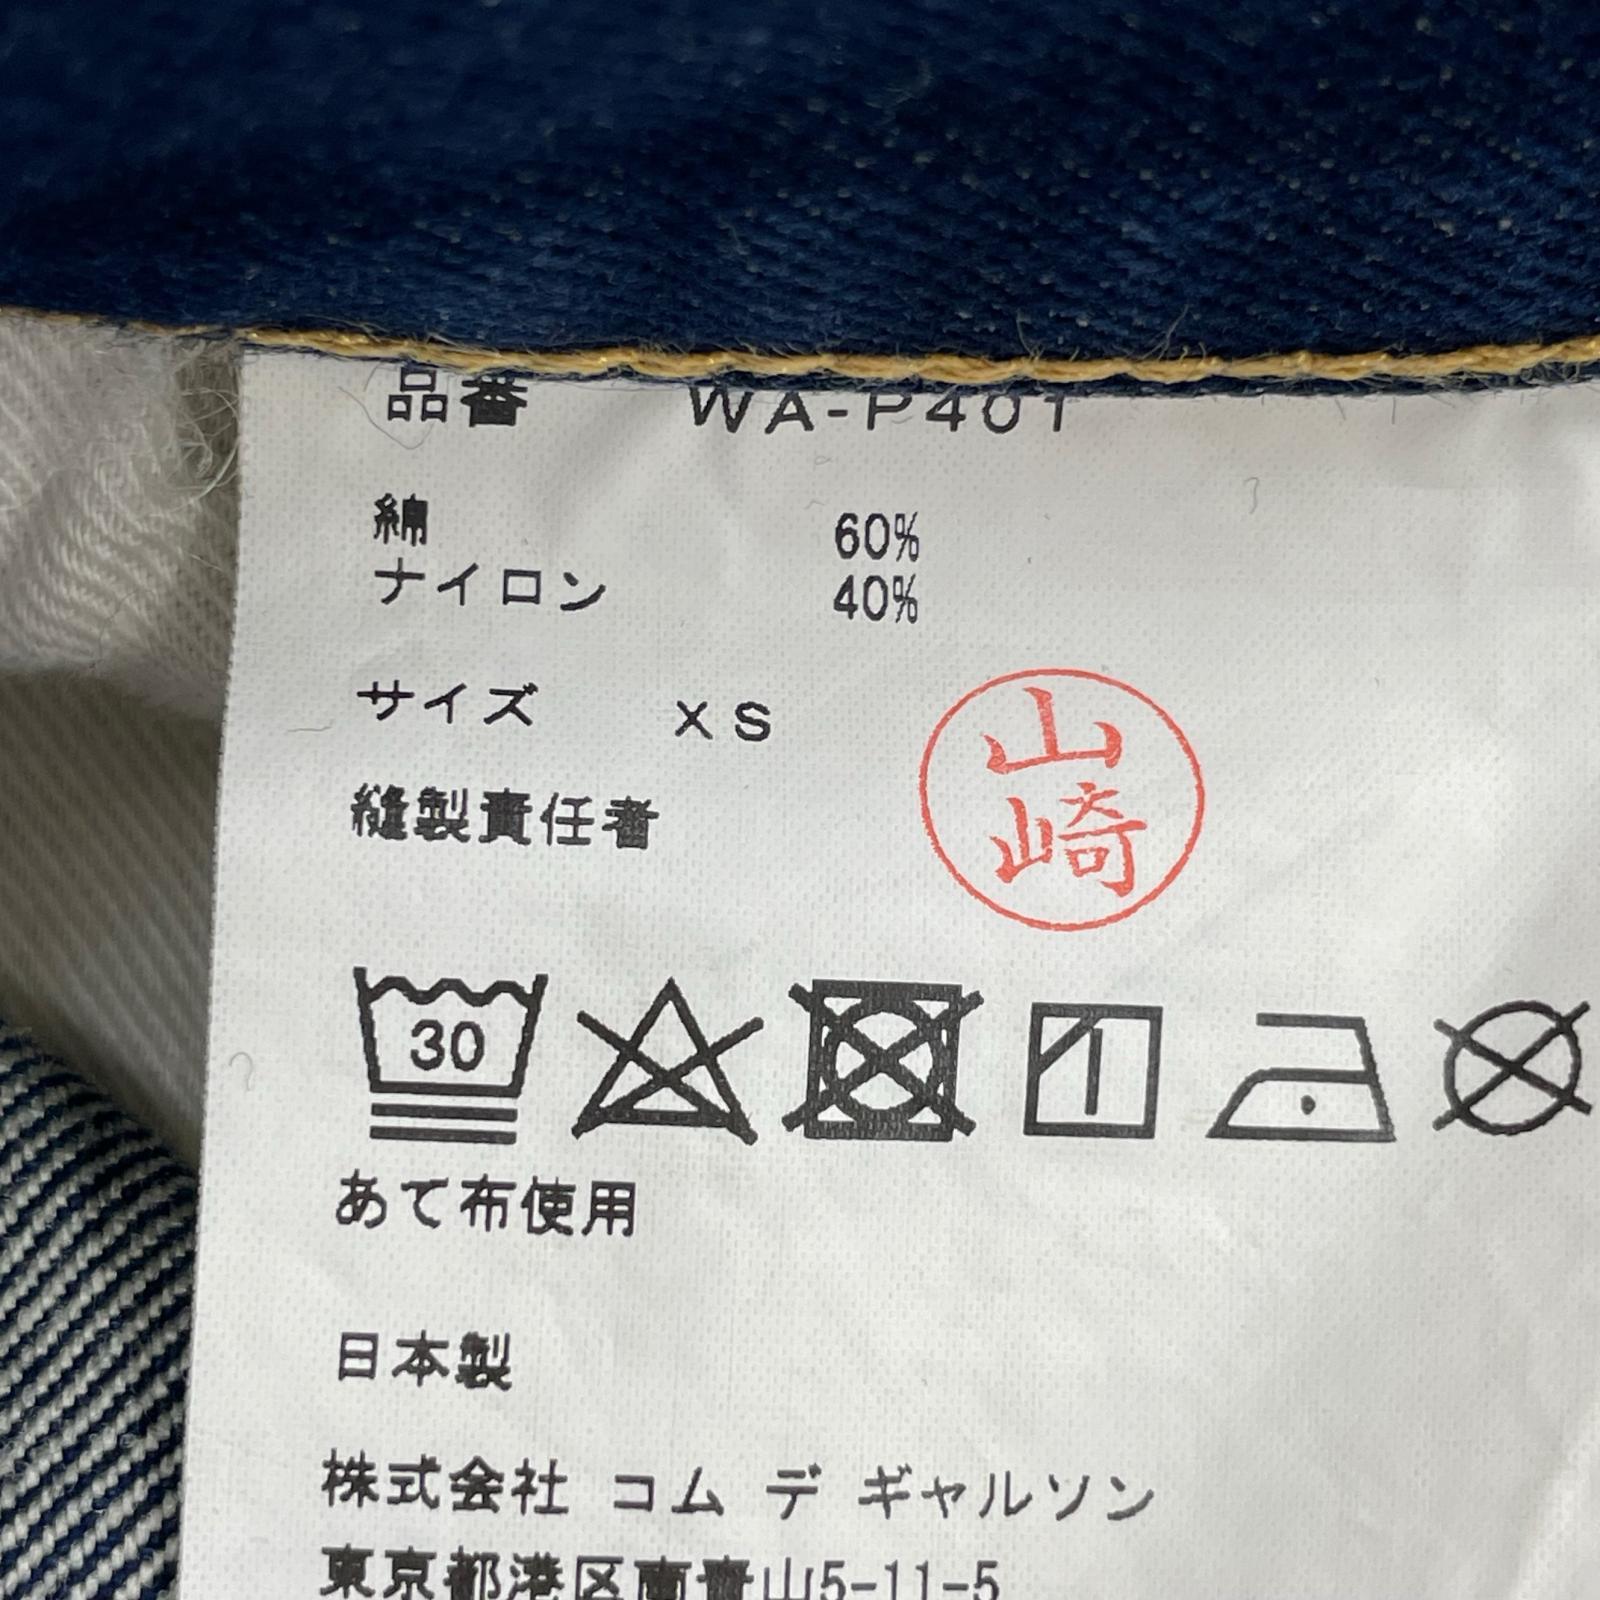 品番 WA-P401
綿 60%
ナイロン 40%
サイズ XS
縫製責任者
山崎
30
あて布使用
日本製
株式会社 コム デ ギャルソン
東京都港区南青山5-11-5